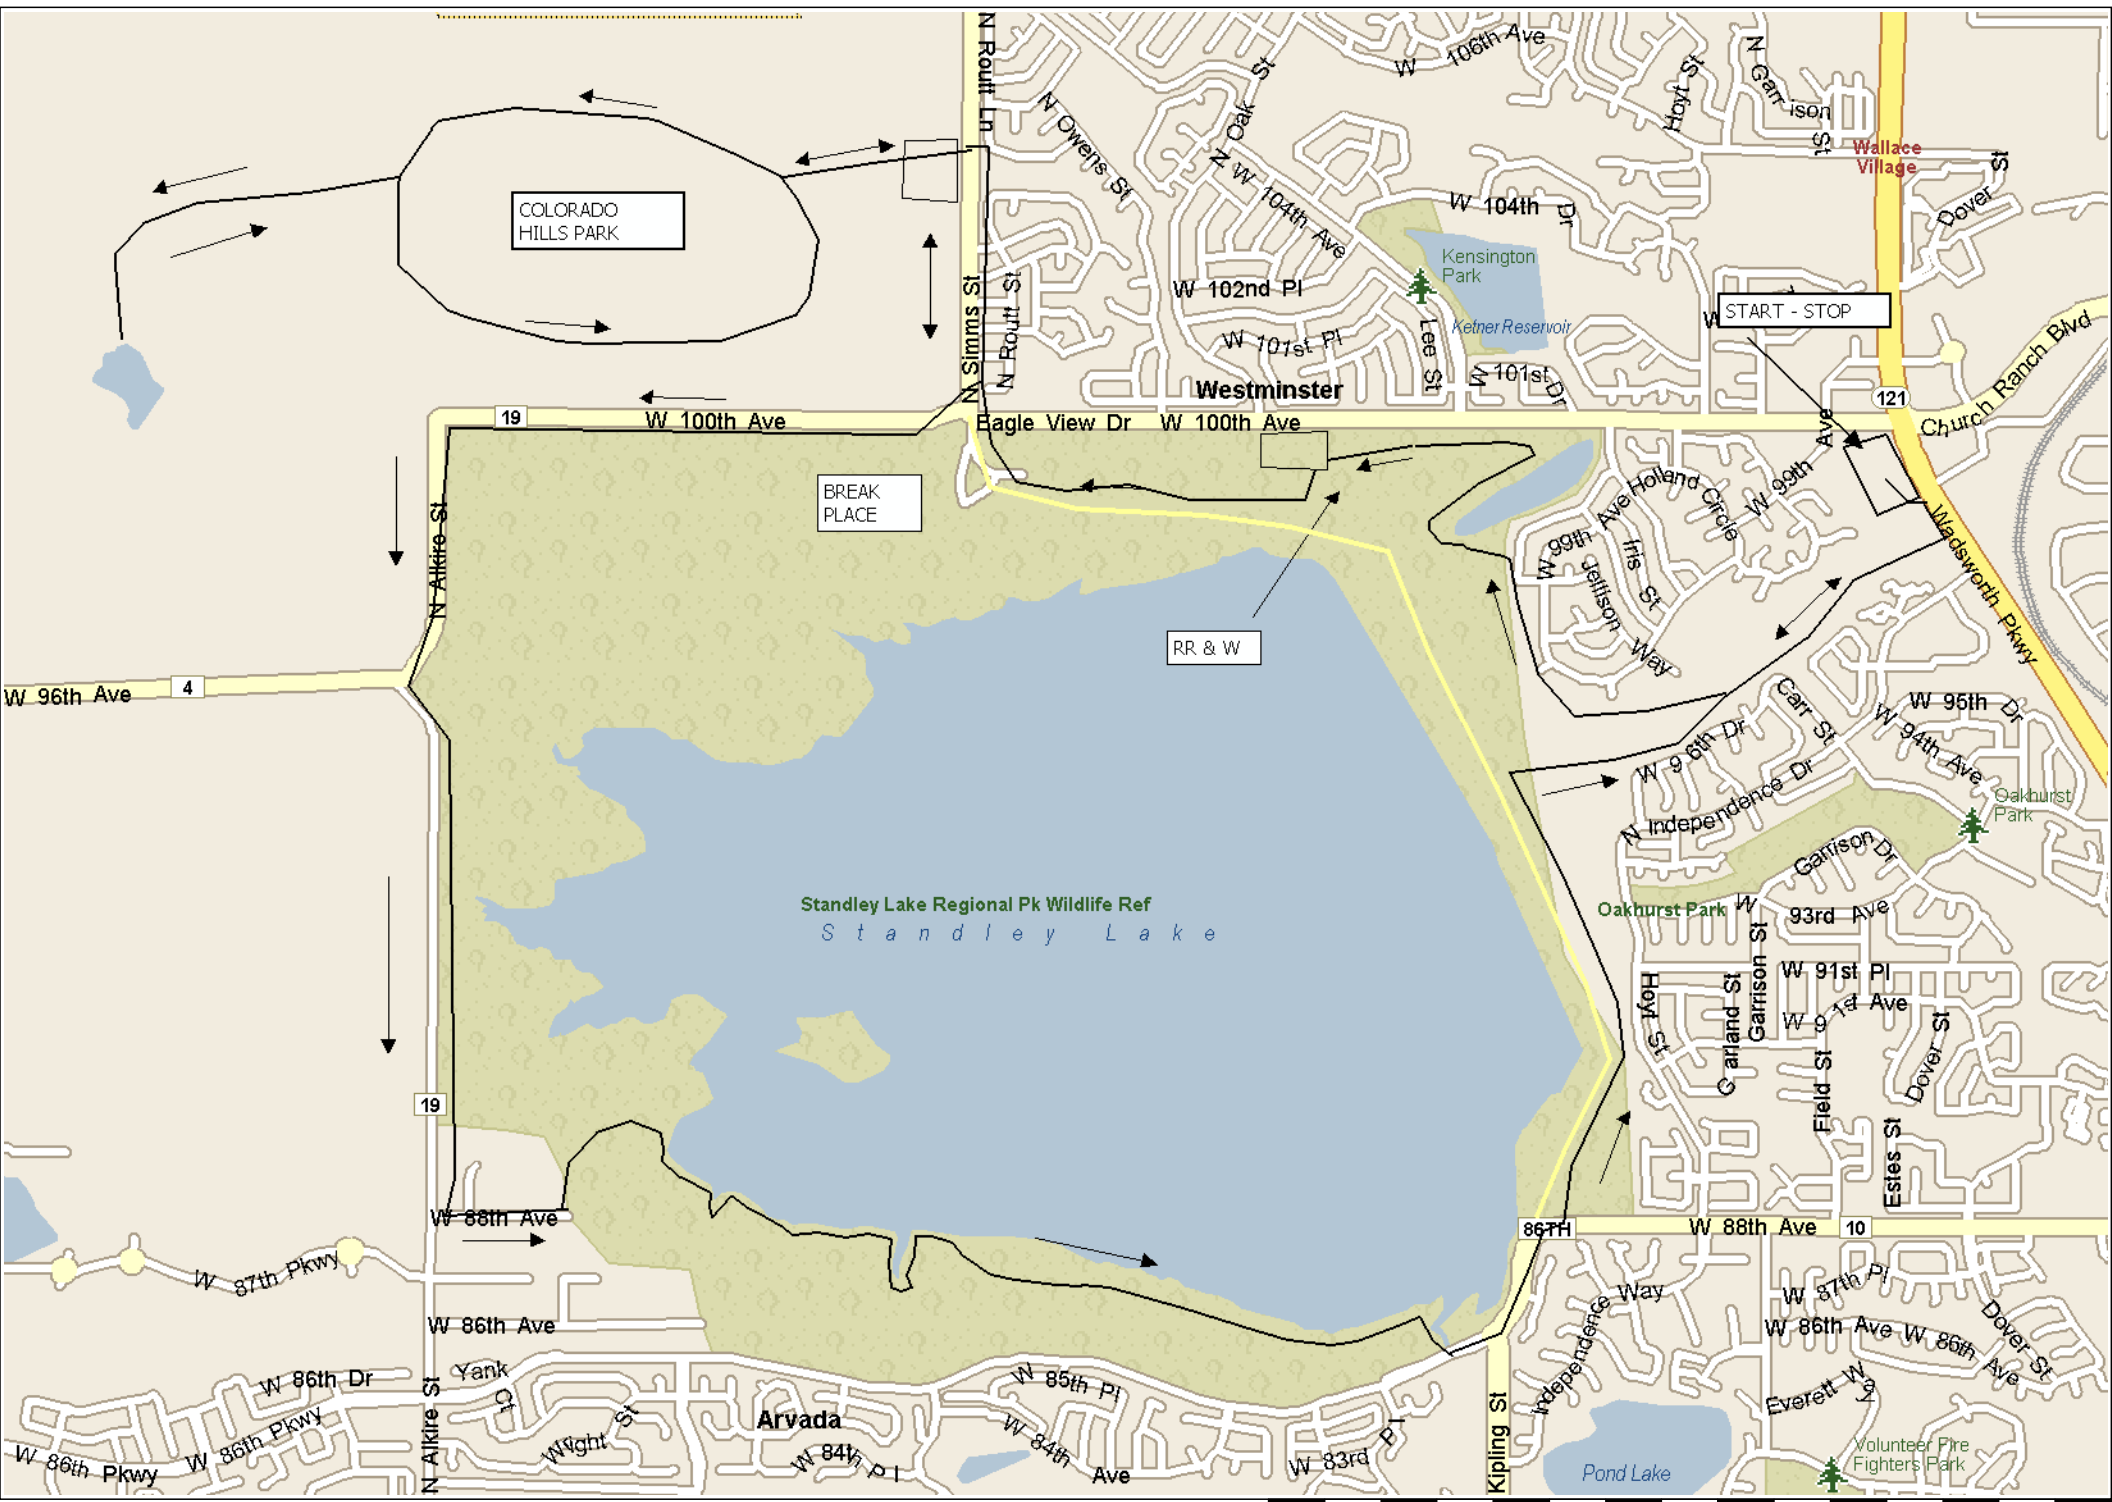 N Routt Ln
W 106th Ave
N Garrison St
Hoyt St
N Oak St
N Owens St
Wallace
Village
Dover St
W 104th Ave
W 104th Dr
COLORADO
HILLS PARK
Kensington
Park
W 102nd Pl
N Simms St
N Routt St
START - STOP
W
Ketner Reservoir
W 101st Pl
Lee St
W 101st Dr
Church Ranch Blvd
Westminster
121
19
W 100th Ave
Eagle View Dr
W 100th Ave
W 99th Ave
BREAK
PLACE
Holland Circle
W 99th Ave
Iris St
Jellison Way
N Alkire St
Wadsworth Pkwy
RR & W
W 96th Ave
4
Carr St
W 95th Dr
W 94th Ave
W 96th Dr
N Independence Dr
Oakhurst
Park
Garrison Dr
Standley Lake Regional Pk Wildlife Ref
Standley Lake
Oakhurst Park
W 93rd Ave
Garrison St
W 91st Pl
Hoyt St
Garland St
W 91st Ave
Field St
Dover St
19
Estes St
W 88th Ave
86TH
W 88th Ave
10
W 87th Pkwy
Independence Way
W 87th Pl
W 86th Ave
W 86th Ave
W 86th Ave
Dover St
W 86th Dr
Yank Ct
W 85th Pl
Everett Way
N Alkire St
Arvada
W 86th Pkwy
W 86th Pkwy
Wright St
W 84th Pl
W 84th Ave
W 83rd Pl
Kipling St
Pond Lake
Volunteer Fire
Fighters Park